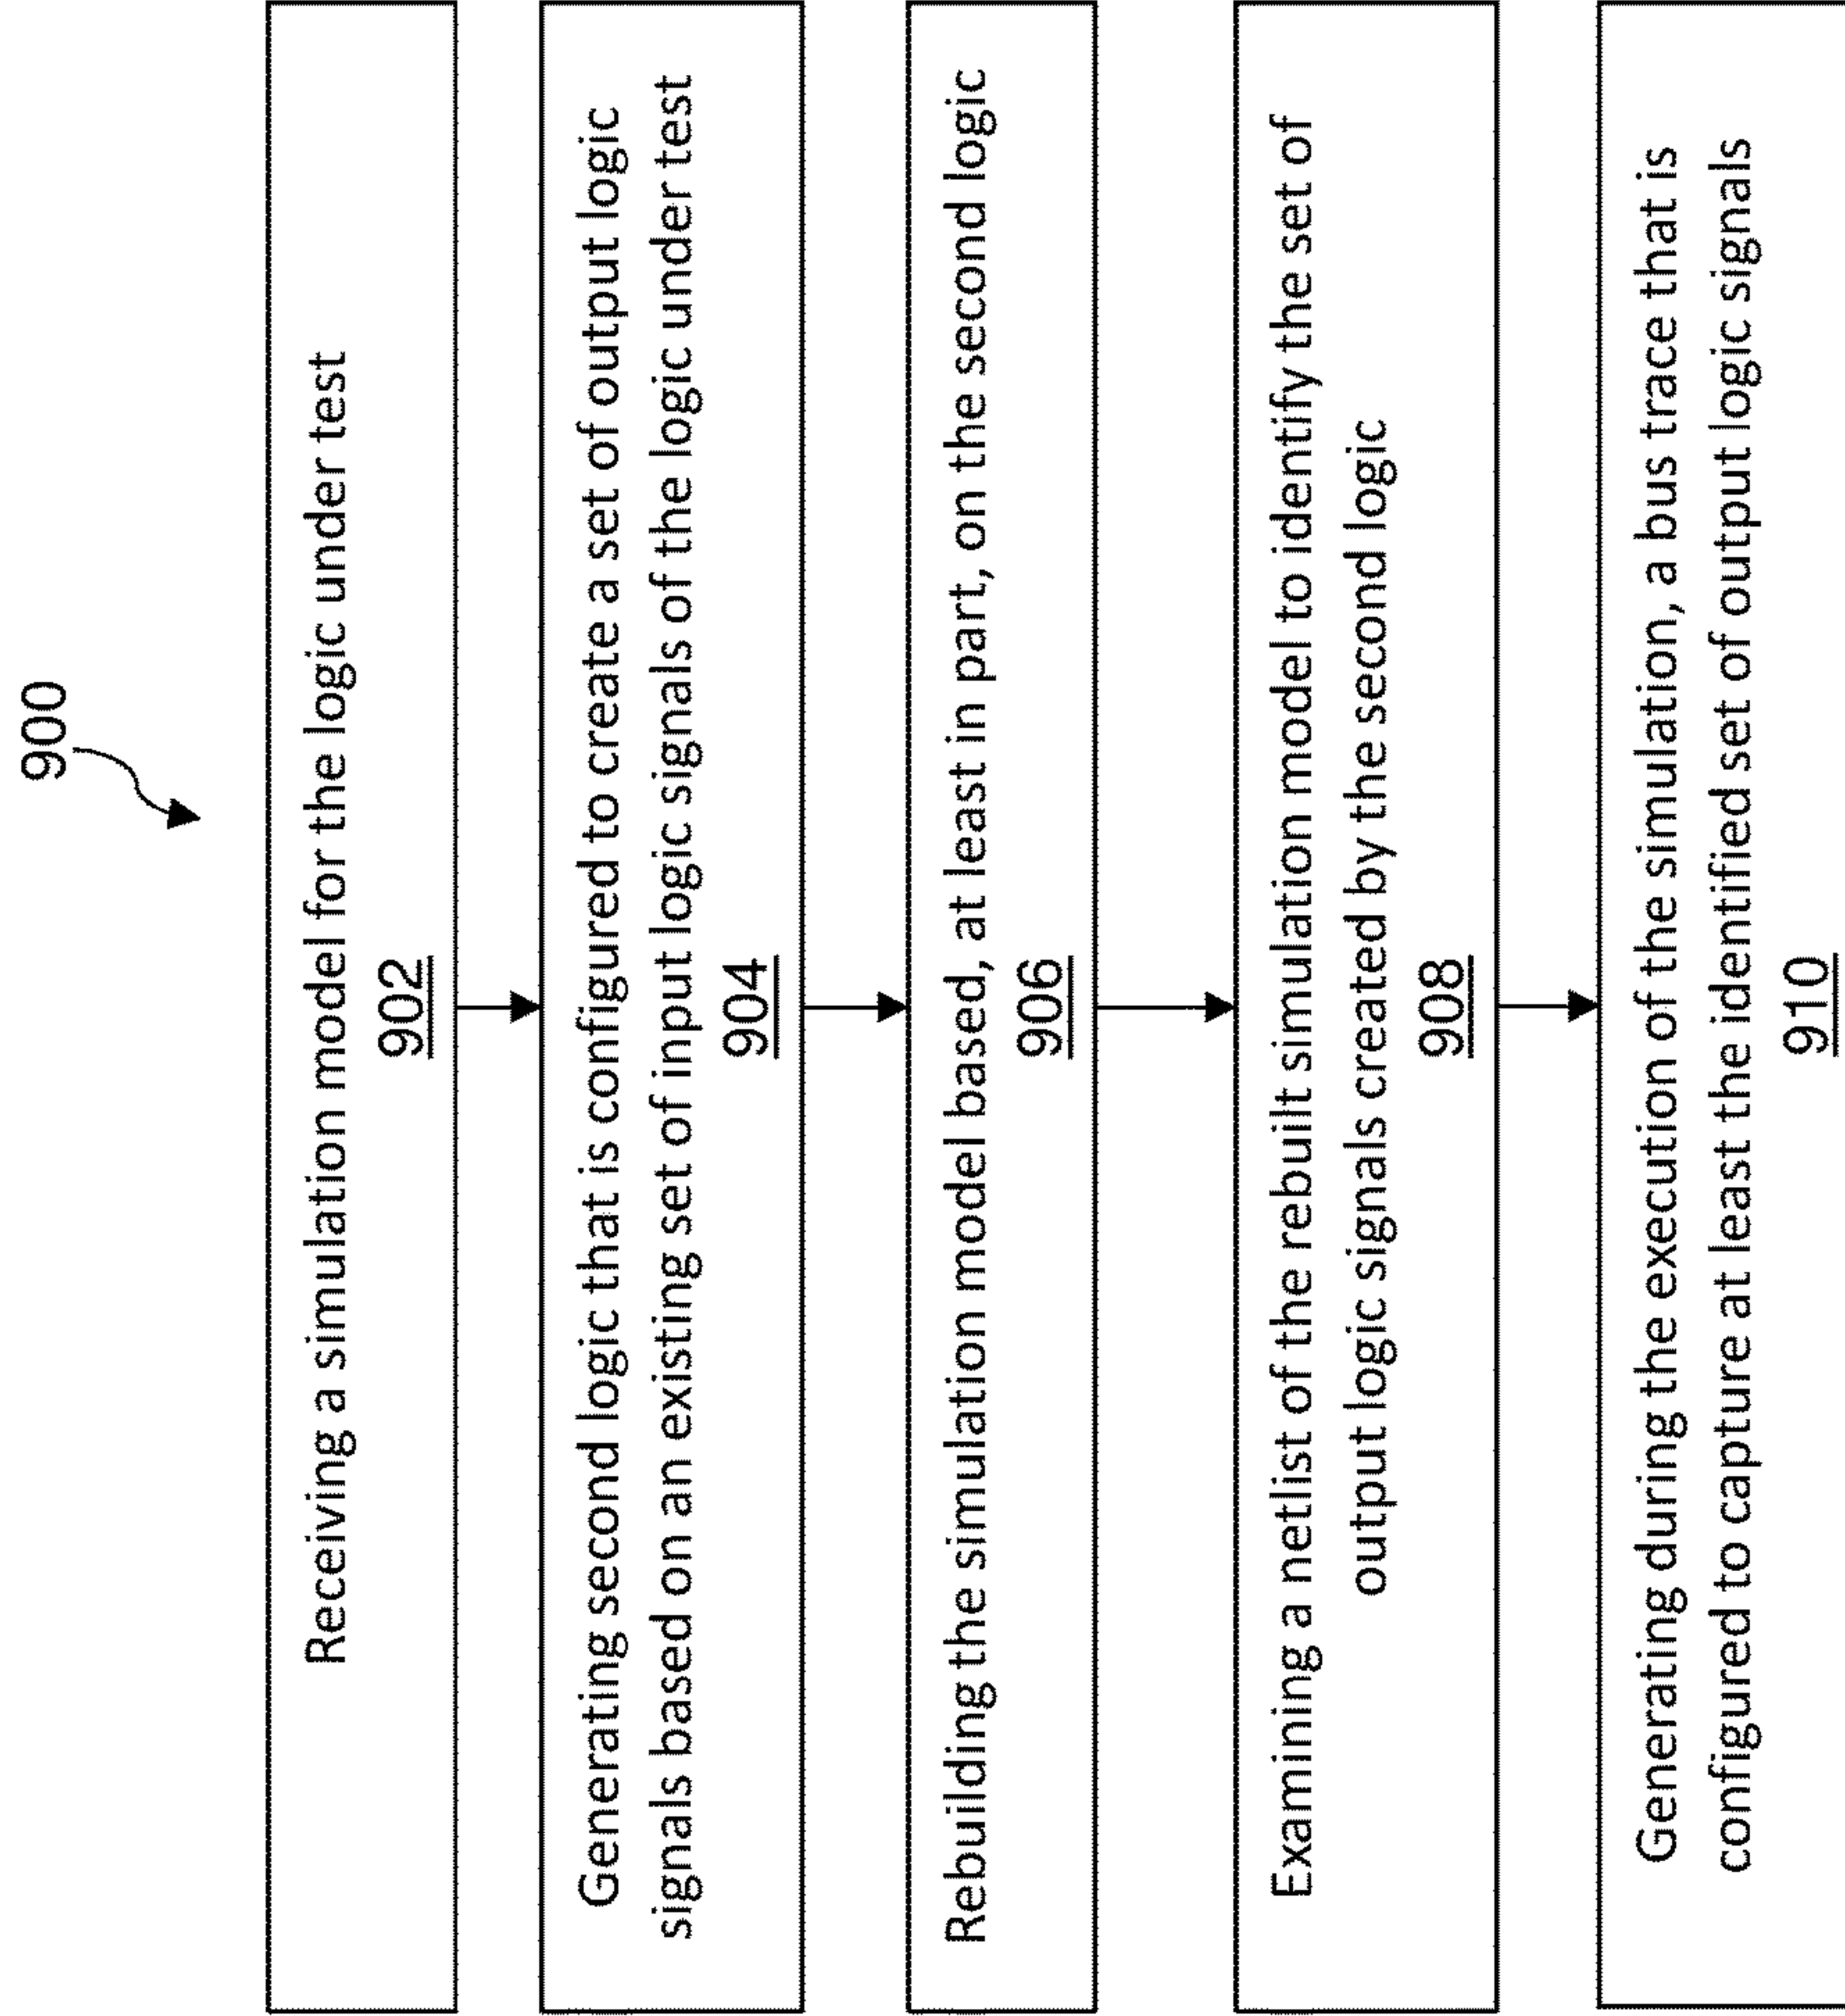 900
Receiving a simulation model for the logic under test
902
Generating second logic that is configured to create a set of output logic
signals based on an existing set of input logic signals of the logic under test
904
Rebuilding the simulation model based, at least in part, on the second logic
906
Examining a netlist of the rebuilt simulation model to identify the set of
output logic signals created by the second logic
908
Generating during the execution of the simulation, a bus trace that is
configured to capture at least the identified set of output logic signals
910